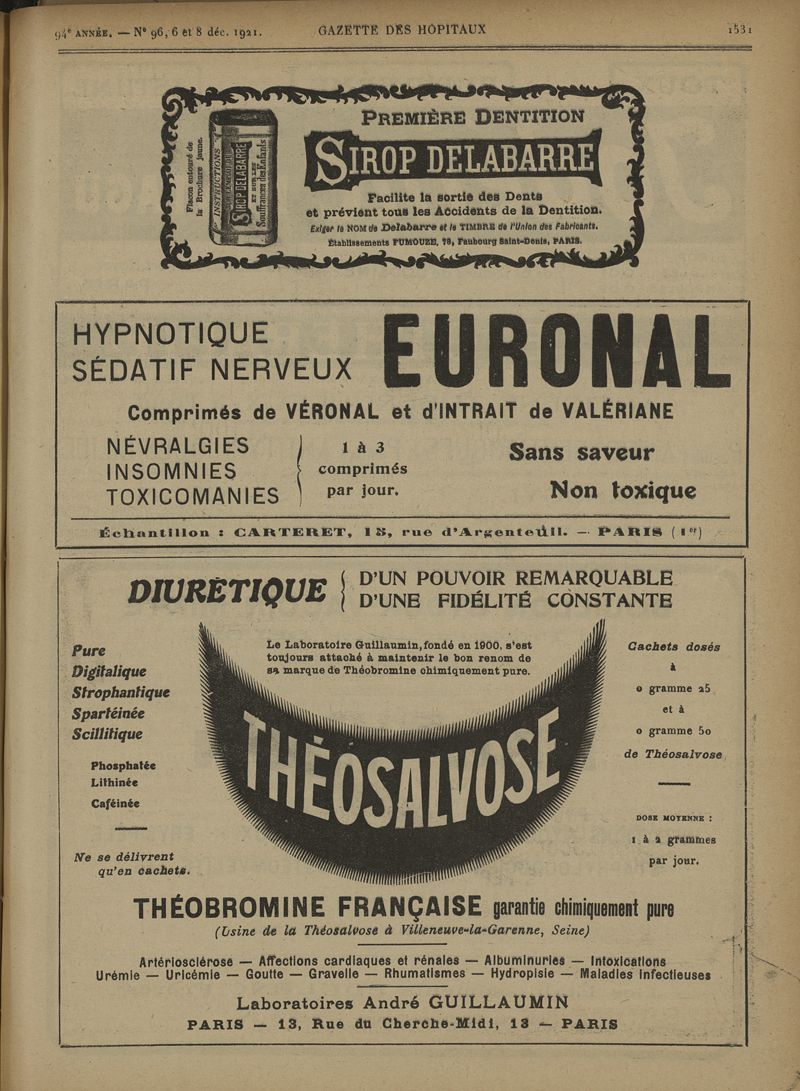 94e ANNÉE. — N° 96, 6 et 8 déc. 1921. GAZETTE DES HÔPITAUX 1531
Flacon entouré de
la Brochure jaune.
INSTRUCTIONS
SIROP DELABARRE
ET SUR LES
Souffrances des Enfants
PREMIÈRE DENTITION
SIROP DELABARRE
Facilite la sortie des Dents
et prévient tous les Accidents de la Dentition.
Exiger le NOM de Delabarre et le TIMBRE de l'Union des Fabricants.
Établissements FUMOUZE, 78, Faubourg Saint-Denis, PARIS.
HYPNOTIQUE
SÉDATIF NERVEUX
EURONAL
Comprimés de VÉRONAL et d'INTRAIT de VALÉRIANE
NÉVRALGIES
INSOMNIES
TOXICOMANIES
1 à 3
comprimés
par jour.
Sans saveur
Non toxique
Échantillon : CARTERET, 15, rue d'Argenteuil. — PARIS (1er)
DIURÉTIQUE
D'UN POUVOIR REMARQUABLE
D'UNE FIDÉLITÉ CONSTANTE
Pure
Digitalique
Strophantique
Spartéinée
Scillitique
Phosphatée
Lithinée
Caféinée
Ne se délivrent
qu'en cachets.
Le Laboratoire Guillaumin, fondé en 1900, s'est
toujours attaché à maintenir le bon renom de
sa marque de Théobromine chimiquement pure.
THÉOSALVOSE
Cachets dosés
à
0 gramme 25
et à
0 gramme 50
de Théosalvose
DOSE MOYENNE :
1 à 2 grammes
par jour.
THÉOBROMINE FRANÇAISE garantie chimiquement pure
(Usine de la Théosalvose à Villeneuve-la-Garenne, Seine)
Artériosclérose — Affections cardiaques et rénales — Albuminuries — Intoxications
Urémie — Uricémie — Goutte — Gravelle — Rhumatismes — Hydropisie — Maladies infectieuses
Laboratoires André GUILLAUMIN
PARIS — 13, Rue du Cherche-Midi, 13 — PARIS